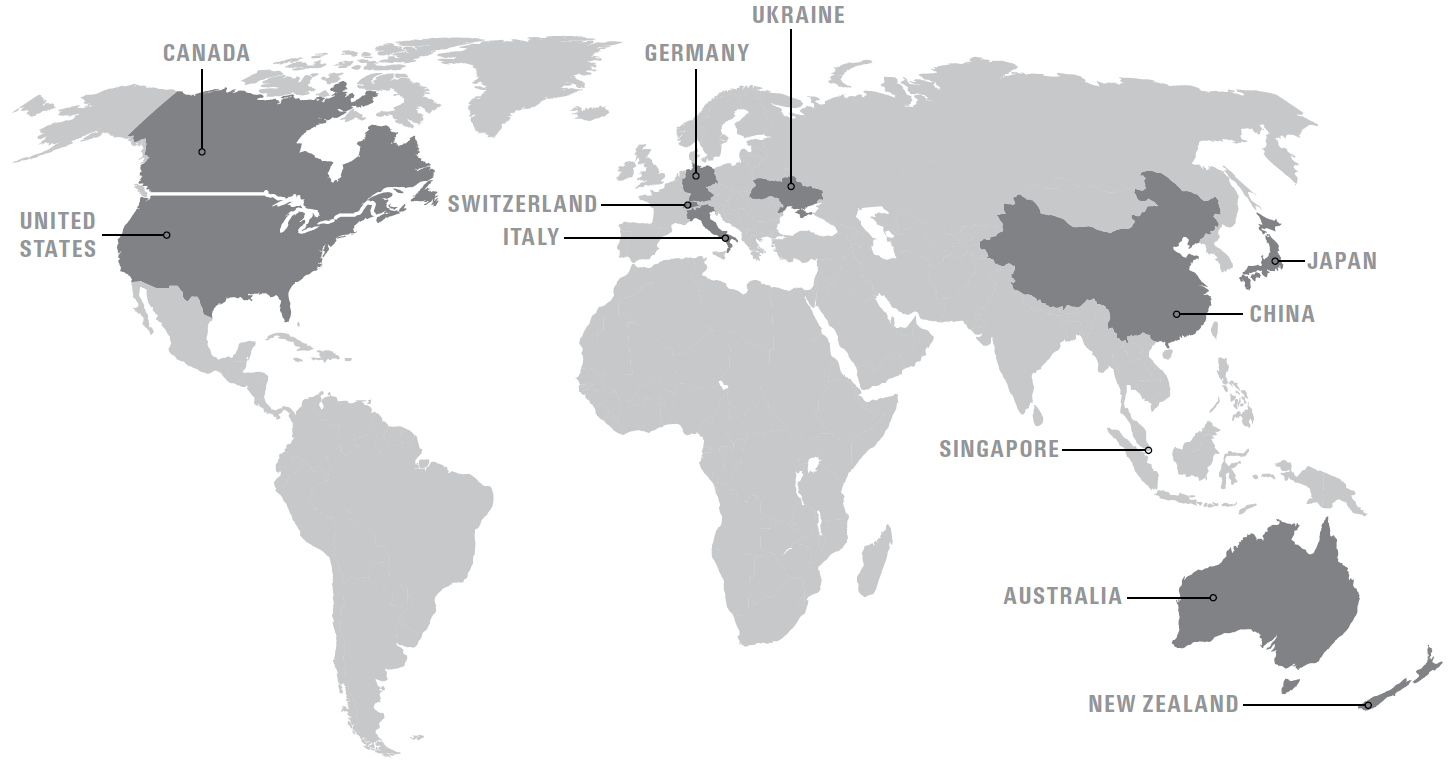 UKRAINE
CANADA
GERMANY
SWITZERLAND
UNITED
STATES
ITALY
JAPAN
CHINA
SINGAPORE
AUSTRALIA
NEW ZEALAND